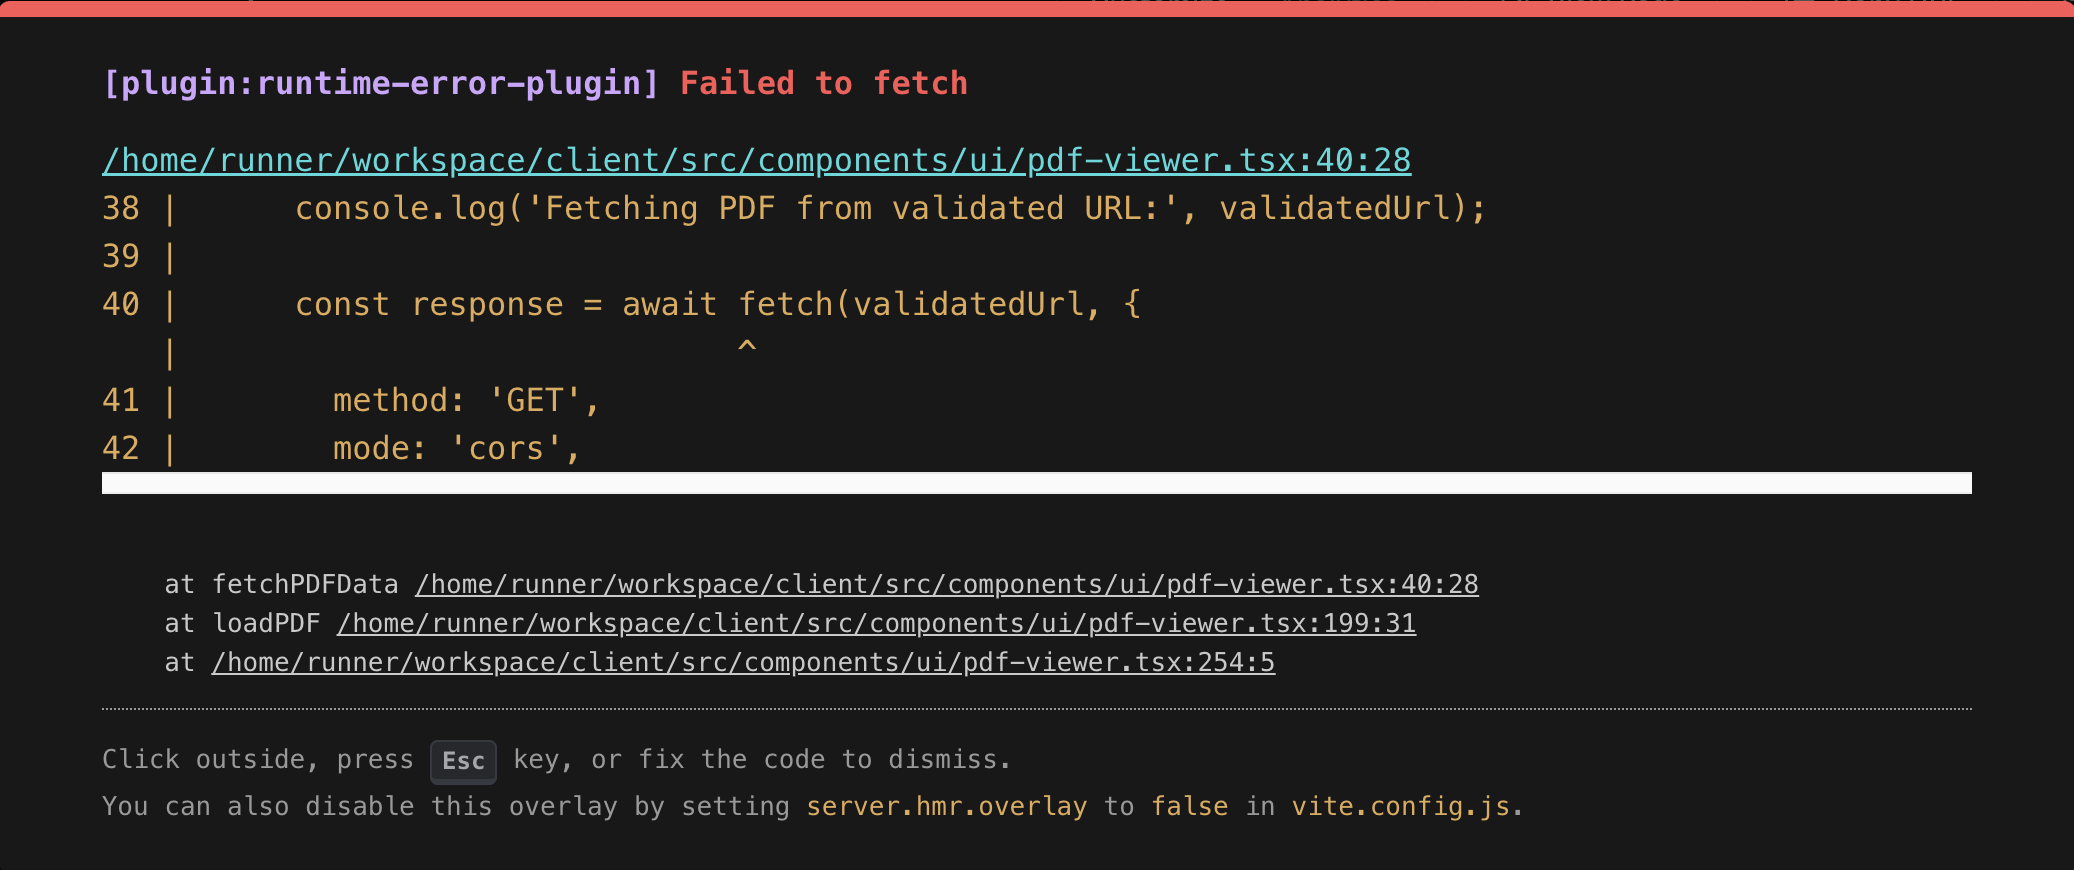 [plugin:runtime-error-plugin] Failed to fetch
/home/runner/workspace/client/src/components/ui/pdf-viewer.tsx:40:28
38 |      console.log('Fetching PDF from validated URL:', validatedUrl);
39 |
40 |      const response = await fetch(validatedUrl, {
   |                             ^
41 |        method: 'GET',
42 |        mode: 'cors',
at fetchPDFData /home/runner/workspace/client/src/components/ui/pdf-viewer.tsx:40:28
at loadPDF /home/runner/workspace/client/src/components/ui/pdf-viewer.tsx:199:31
at /home/runner/workspace/client/src/components/ui/pdf-viewer.tsx:254:5
Click outside, press Esc key, or fix the code to dismiss.
You can also disable this overlay by setting server.hmr.overlay to false in vite.config.js.